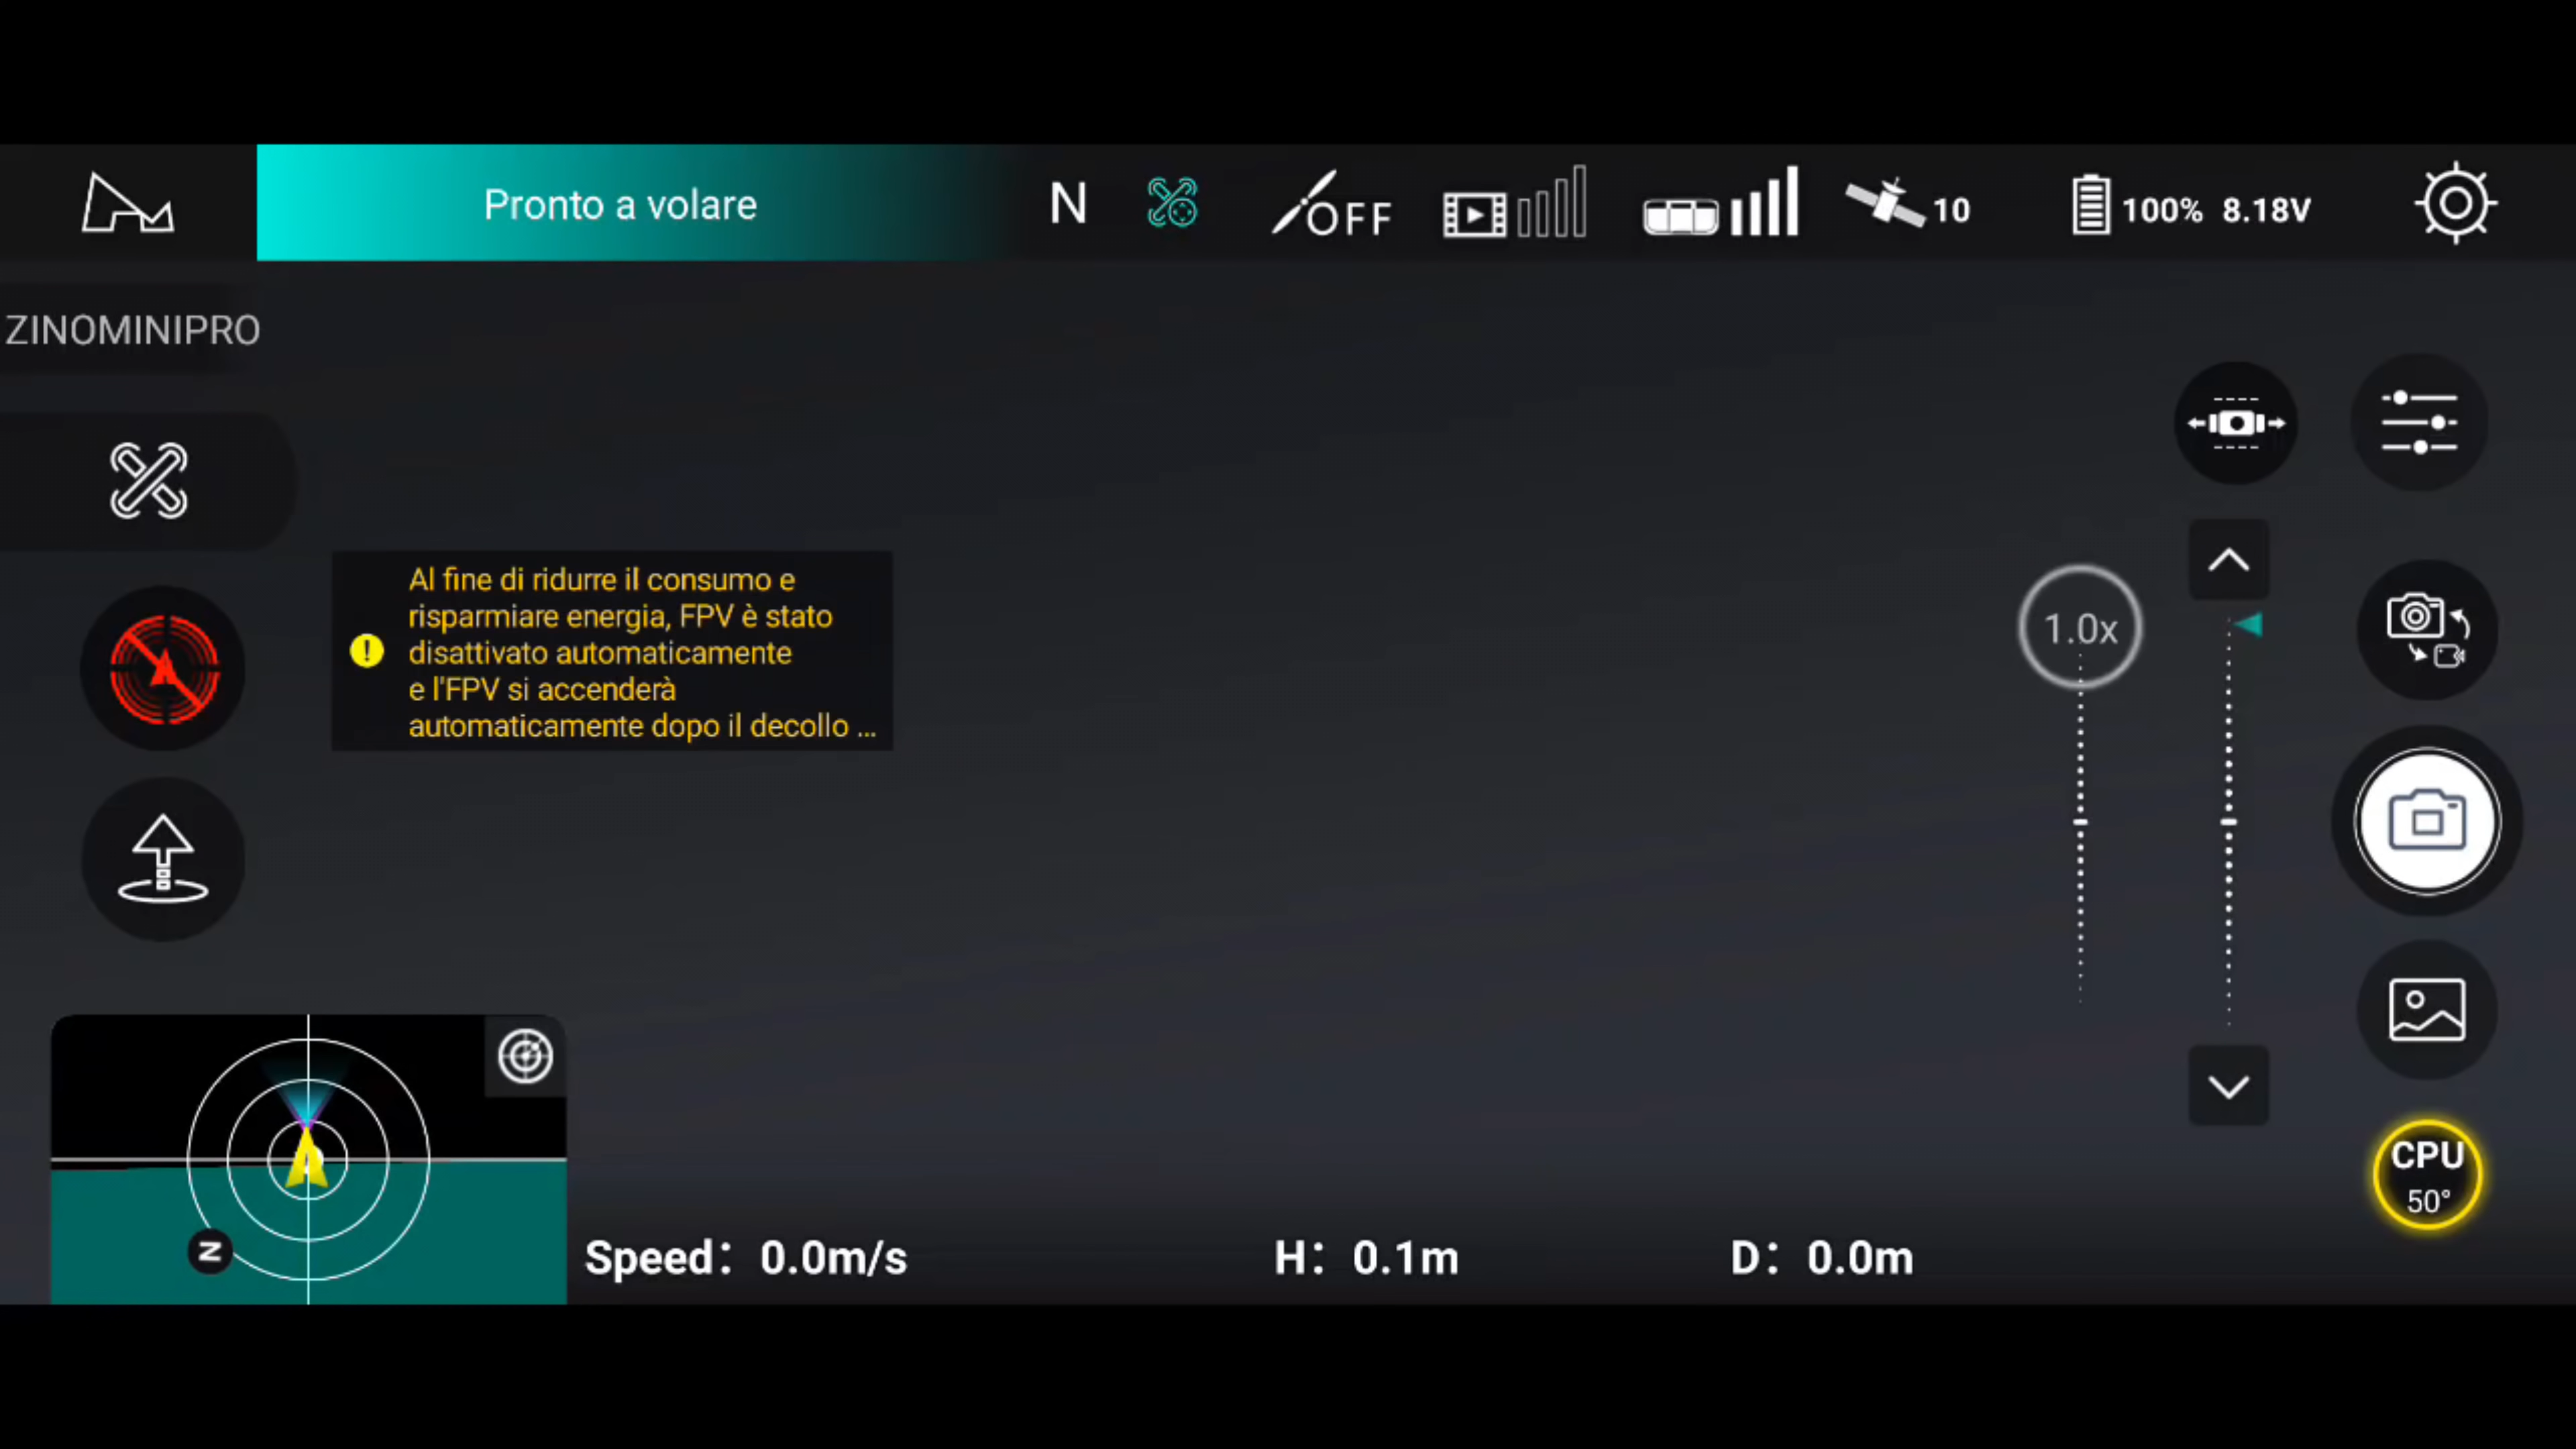 Pronto a volare
N
OFF
10
100% 8.18V
ZINOMINIPRO
Al fine di ridurre il consumo e
risparmiare energia, FPV è stato
disattivato automaticamente
e l'FPV si accenderà
automaticamente dopo il decollo ...
1.0x
CPU
50°
N
Speed: 0.0m/s
H: 0.1m
D: 0.0m